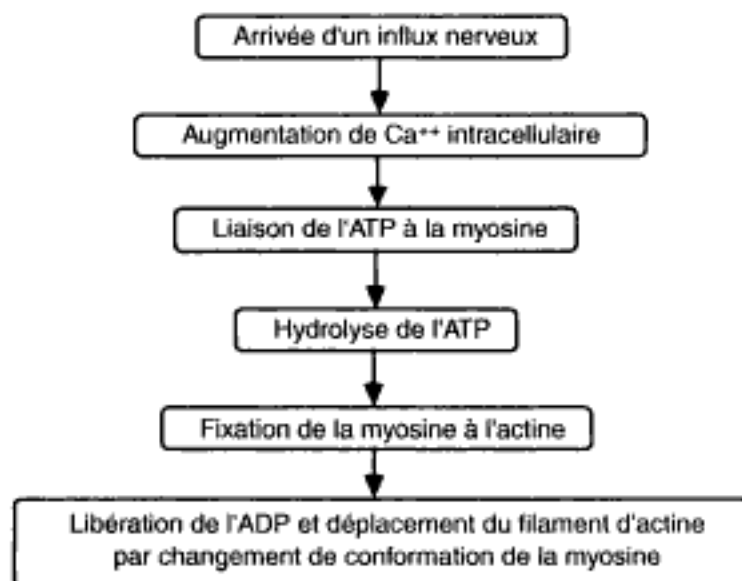 Arrivée d'un influx nerveux
Augmentation de Ca⁺⁺ intracellulaire
Liaison de l'ATP à la myosine
Hydrolyse de l'ATP
Fixation de la myosine à l'actine
Libération de l'ADP et déplacement du filament d'actine
par changement de conformation de la myosine